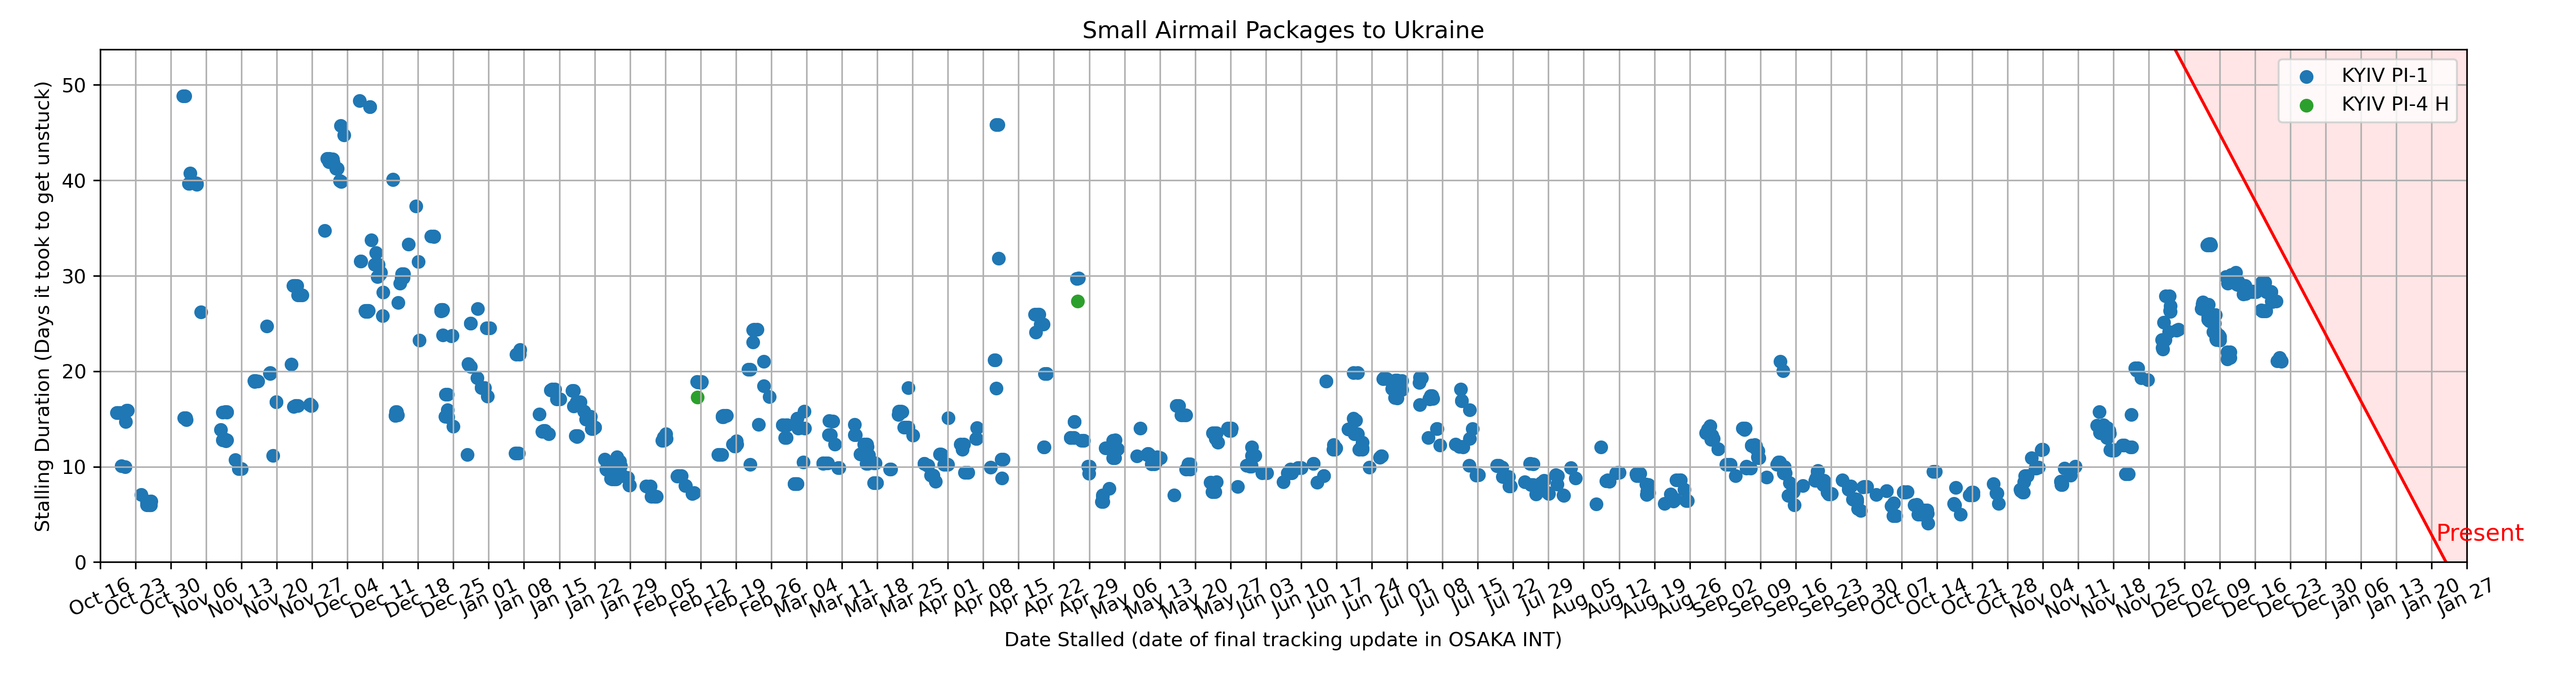 Small Airmail Packages to Ukraine
KYIV PI-1
KYIV PI-4 H
Stalling Duration (Days it took to get unstuck)
50
40
30
20
10
0
Present
Oct 16
Oct 23
Oct 30
Nov 06
Nov 13
Nov 20
Nov 27
Dec 04
Dec 11
Dec 18
Dec 25
Jan 01
Jan 08
Jan 15
Jan 22
Jan 29
Feb 05
Feb 12
Feb 19
Feb 26
Mar 04
Mar 11
Mar 18
Mar 25
Apr 01
Apr 08
Apr 15
Apr 22
Apr 29
May 06
May 13
May 20
May 27
Jun 03
Jun 10
Jun 17
Jun 24
Jul 01
Jul 08
Jul 15
Jul 22
Jul 29
Aug 05
Aug 12
Aug 19
Aug 26
Sep 02
Sep 09
Sep 16
Sep 23
Sep 30
Oct 07
Oct 14
Oct 21
Oct 28
Nov 04
Nov 11
Nov 18
Nov 25
Dec 02
Dec 09
Dec 16
Dec 23
Dec 30
Jan 06
Jan 13
Jan 20
Jan 27
Date Stalled (date of final tracking update in OSAKA INT)